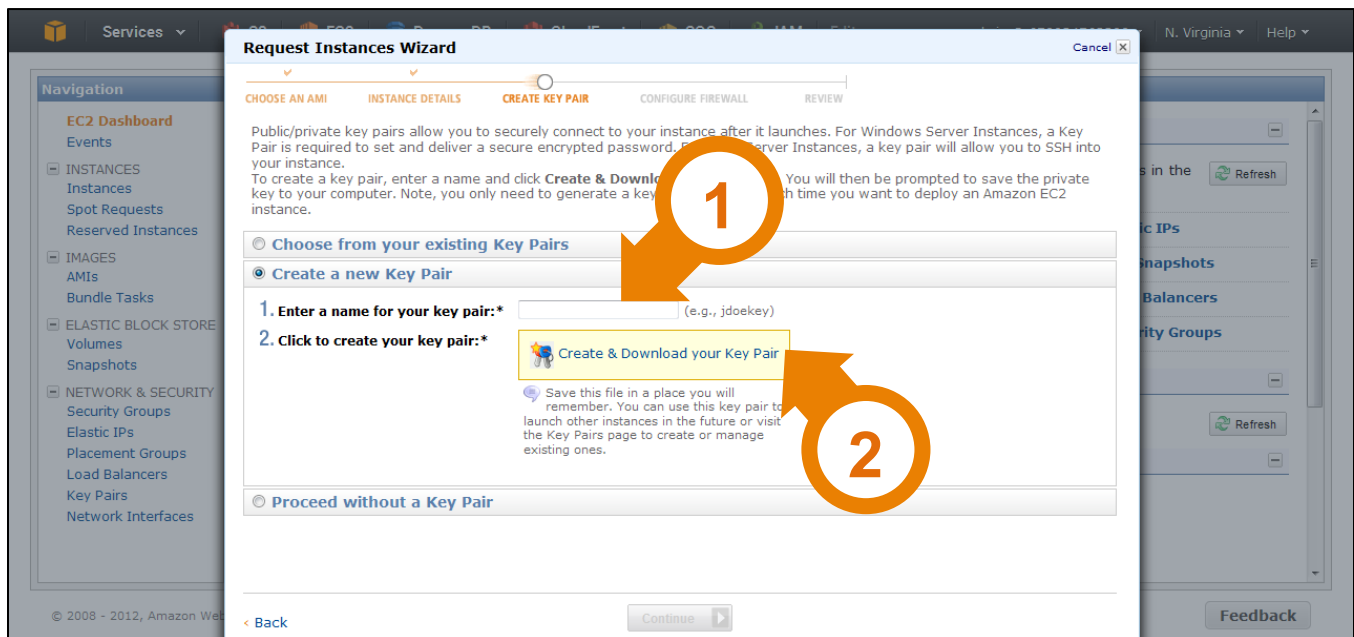 Services
Edit
N. Virginia
Help
Request Instances Wizard
Cancel
CHOOSE AN AMI
INSTANCE DETAILS
CREATE KEY PAIR
CONFIGURE FIREWALL
REVIEW
Public/private key pairs allow you to securely connect to your instance after it launches. For Windows Server Instances, a Key
Pair is required to set and deliver a secure encrypted password. Server Instances, a key pair will allow you to SSH into
your instance.
To create a key pair, enter a name and click Create & You will then be prompted to save the private
key to your computer. Note, you only need to generate a key time you want to deploy an Amazon EC2
instance.
Choose from your existing Key Pairs
Create a new Key Pair
1. Enter a name for your key pair:*
(e.g., jdoekey)
2. Click to create your key pair:*
Create & Download your Key Pair
Save this file in a place you will
remember. You can use this key pair to
launch other instances in the future or visit
the Key Pairs page to create or manage
existing ones.
Proceed without a Key Pair
< Back
Continue
1
2
Navigation
EC2 Dashboard
Events
INSTANCES
Instances
Spot Requests
Reserved Instances
IMAGES
AMIs
Bundle Tasks
ELASTIC BLOCK STORE
Volumes
Snapshots
NETWORK & SECURITY
Security Groups
Elastic IPs
Placement Groups
Load Balancers
Key Pairs
Network Interfaces
in the
Refresh
IPs
Snapshots
Balancers
Groups
Refresh
© 2008 - 2012, Amazon
Feedback